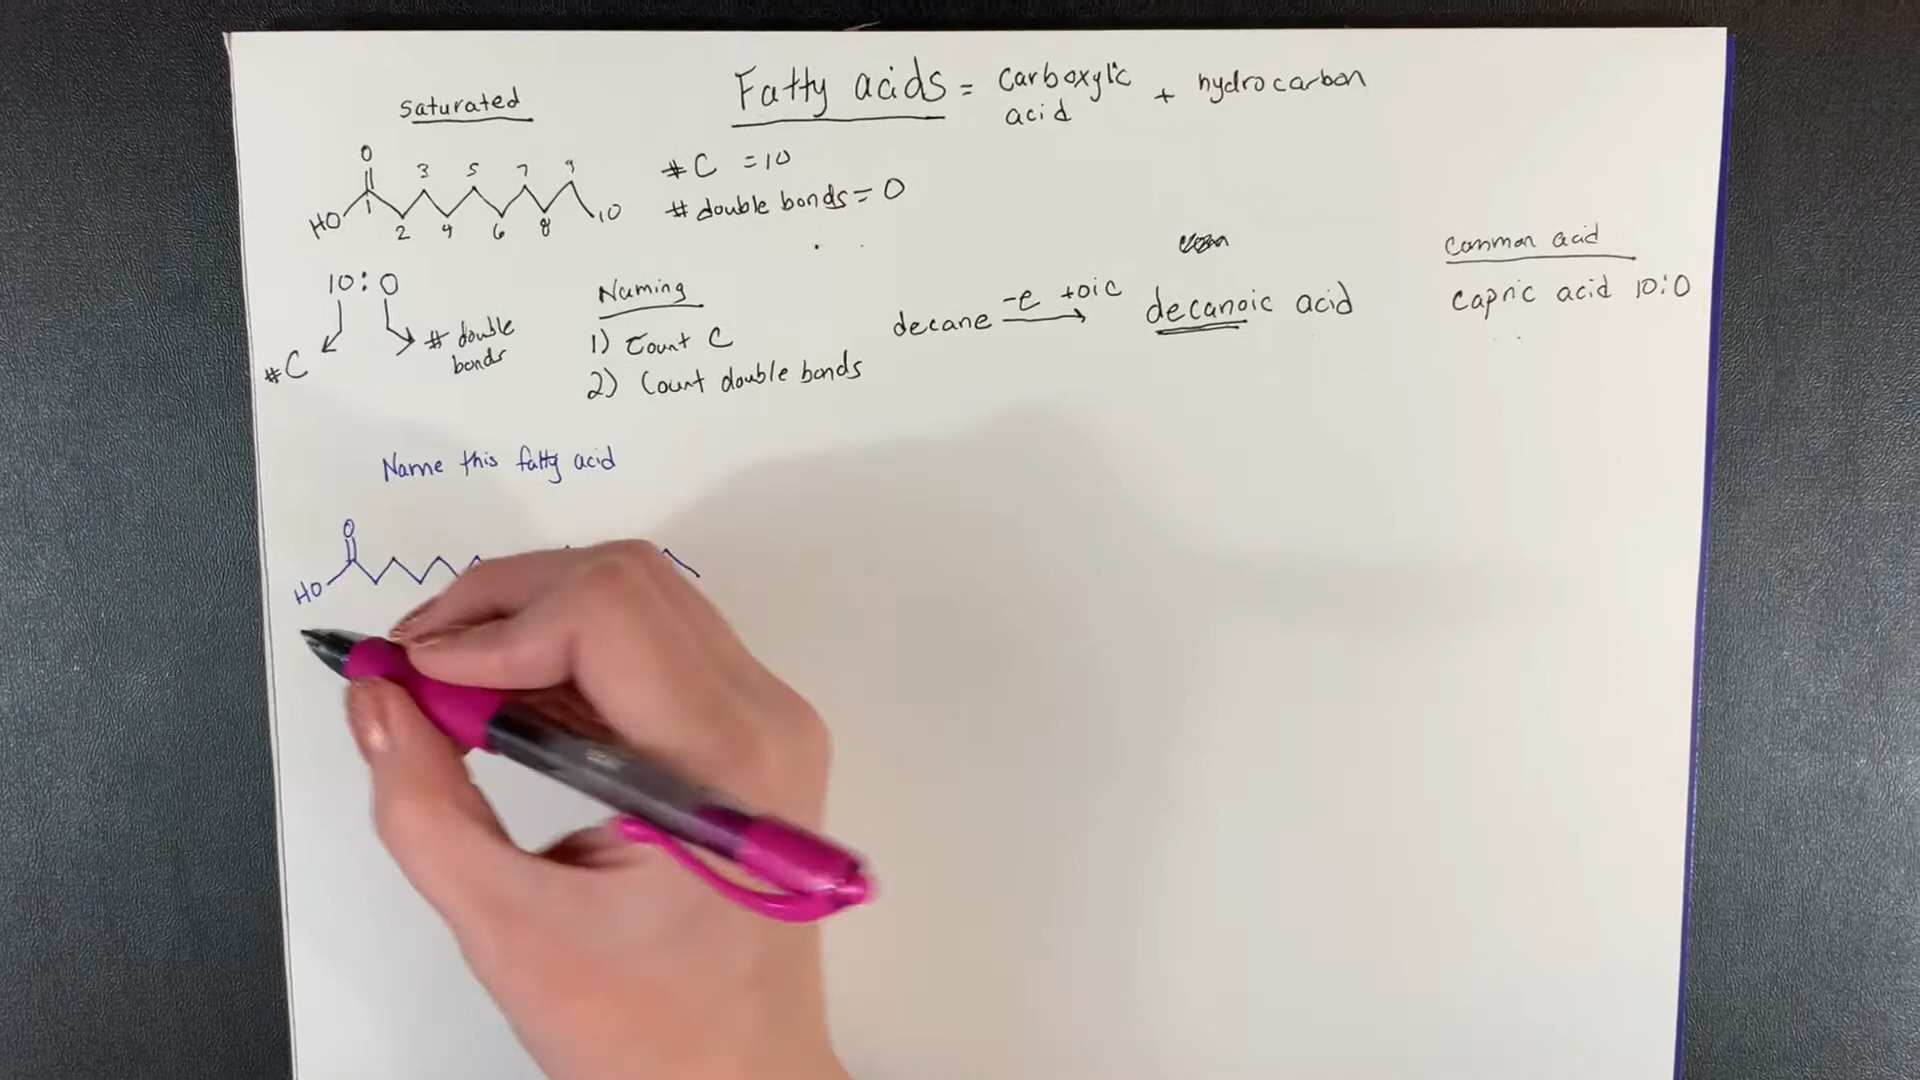 Saturated
Fatty acids = carboxylic acid + hydrocarbon
O
HO
1 2 3 4 5 6 7 8 9 10
#C = 10
# double bonds = 0
10:0
#C
# double bonds
Naming
1) Count C
2) Count double bonds
decane -e +oic decanoic acid
common acid
capric acid 10:0
Name this fatty acid
O
HO